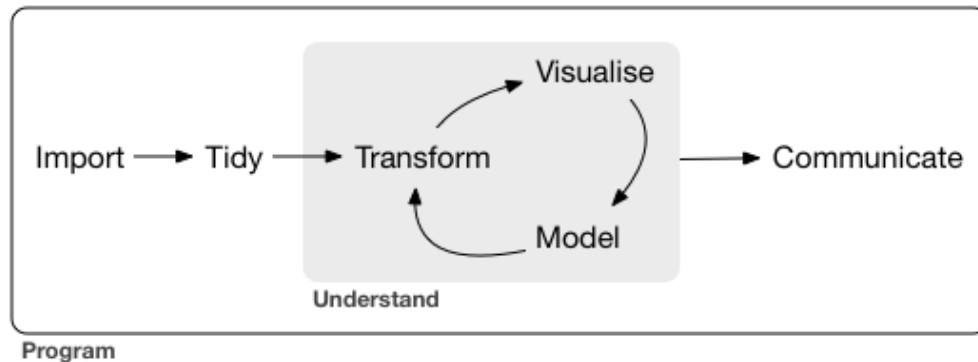 Visualise
Import
Tidy
Transform
Communicate
Model
Understand
Program